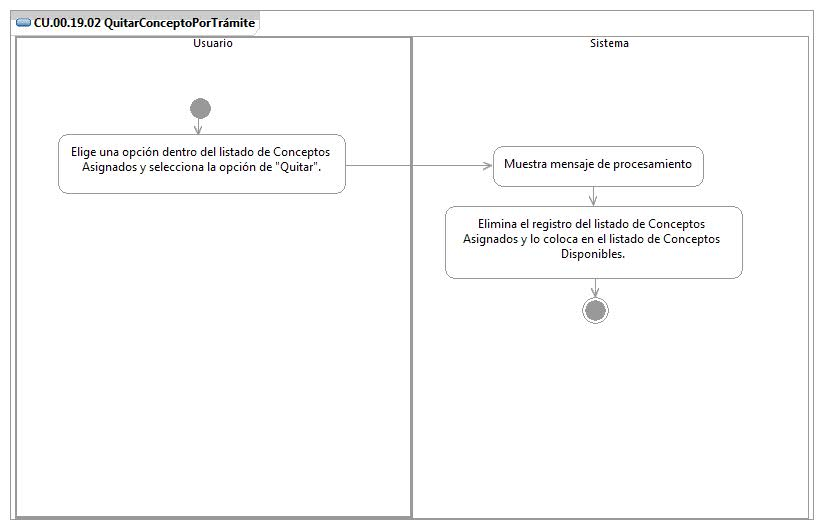 CU.00.19.02 QuitarConceptoPorTrámite
Usuario
Sistema
Elige una opción dentro del listado de Conceptos
Asignados y selecciona la opción de "Quitar".
Muestra mensaje de procesamiento
Elimina el registro del listado de Conceptos
Asignados y lo coloca en el listado de Conceptos
Disponibles.